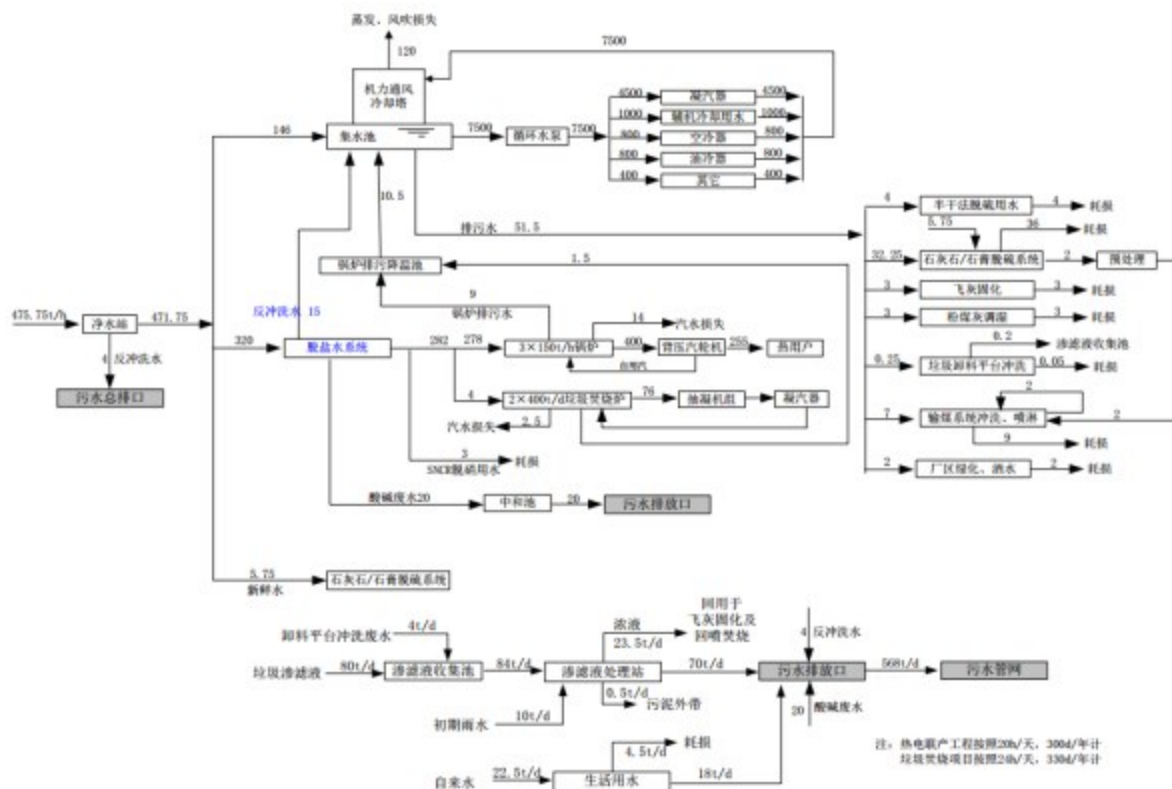 蒸发、风吹损失
120
7500
机力通风
冷却塔
146
集水池
7500
循环水泵
7500
4500
凝汽器
4500
1000
辅机冷却用水
1000
800
空冷器
800
800
油冷器
800
400
其它
400
10.5
排污水 51.5
4
半干法脱硫用水
4
耗损
5.75
36
耗损
32.25
石灰石/石膏脱硫系统
2
预处理
3
飞灰固化
3
耗损
3
粉煤灰调湿
3
耗损
0.2
渗滤液收集池
0.25
垃圾卸料平台冲洗
0.05
耗损
2
7
输煤系统冲洗、喷淋
2
9
耗损
2
厂区绿化、洒水
2
耗损
锅炉排污降温池
1.5
9
锅炉排污水
475.75t/h
净水站
471.75
4
反冲洗水
污水总排口
反冲洗水 15
320
脱盐水系统
282
278
3×150t/h锅炉
14
汽水损失
400
背压汽轮机
255
热用户
自用汽
4
2×400t/d垃圾焚烧炉
76
抽凝机组
凝汽器
汽水损失
2.5
3
SNCR脱硝用水
耗损
酸碱废水20
中和池
20
污水排放口
5.75
新鲜水
石灰石/石膏脱硫系统
卸料平台冲洗废水
4t/d
垃圾渗滤液
80t/d
渗滤液收集池
84t/d
渗滤液处理站
浓液
23.5t/d
回用于
飞灰固化及
回喷焚烧
70t/d
0.5t/d
污泥外带
初期雨水
10t/d
4
反冲洗水
污水排放口
568t/d
污水管网
20
酸碱废水
自来水
22.5t/d
生活用水
4.5t/d
耗损
18t/d
注：热电联产工程按照20h/天，300d/年计
垃圾焚烧项目按照24h/天，330d/年计